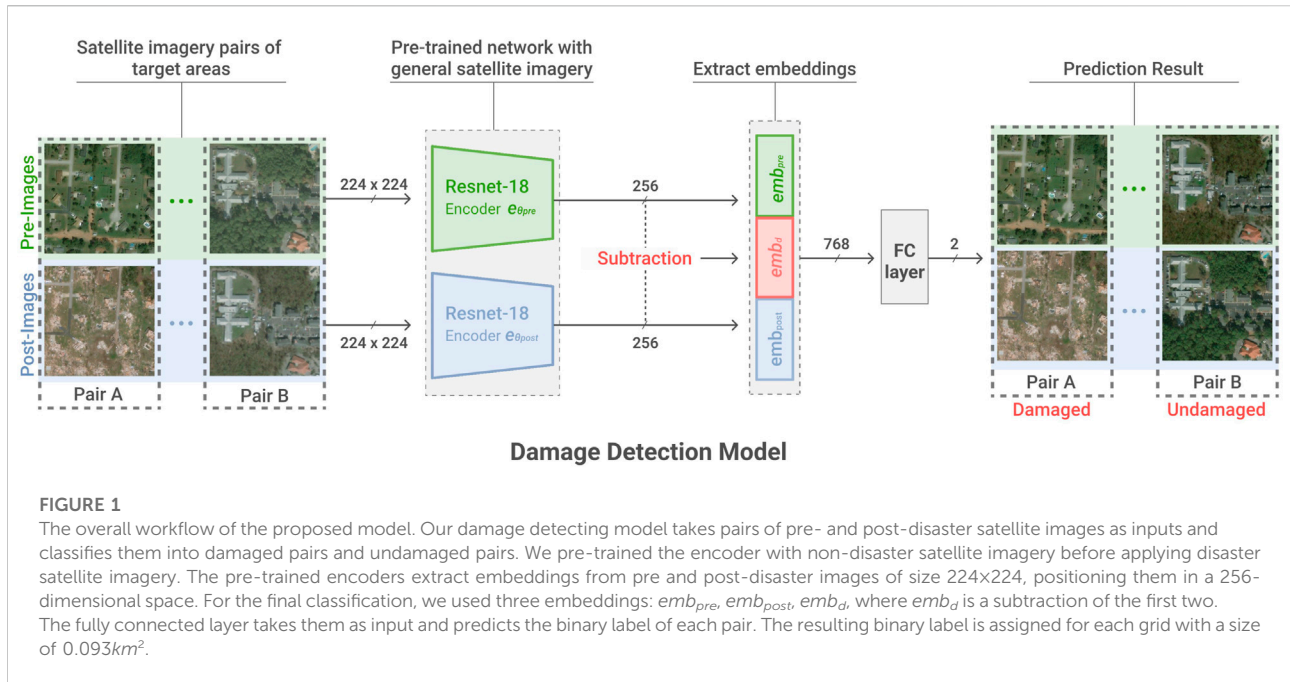 Satellite imagery pairs of
target areas
Pre-trained network with
general satellite imagery
Extract embeddings
Prediction Result
Pre-Images
Post-Images
224 x 224
224 x 224
Resnet-18
Encoder eθpre
Resnet-18
Encoder eθpost
256
Subtraction
256
emb_pre
emb_d
emb_post
768
FC
layer
2
Pair A
Pair B
Pair A
Pair B
Damaged
Undamaged
Damage Detection Model
FIGURE 1
The overall workflow of the proposed model. Our damage detecting model takes pairs of pre- and post-disaster satellite images as inputs and
classifies them into damaged pairs and undamaged pairs. We pre-trained the encoder with non-disaster satellite imagery before applying disaster
satellite imagery. The pre-trained encoders extract embeddings from pre and post-disaster images of size 224×224, positioning them in a 256-
dimensional space. For the final classification, we used three embeddings: emb_pre, emb_post, emb_d, where emb_d is a subtraction of the first two.
The fully connected layer takes them as input and predicts the binary label of each pair. The resulting binary label is assigned for each grid with a size
of 0.093km².